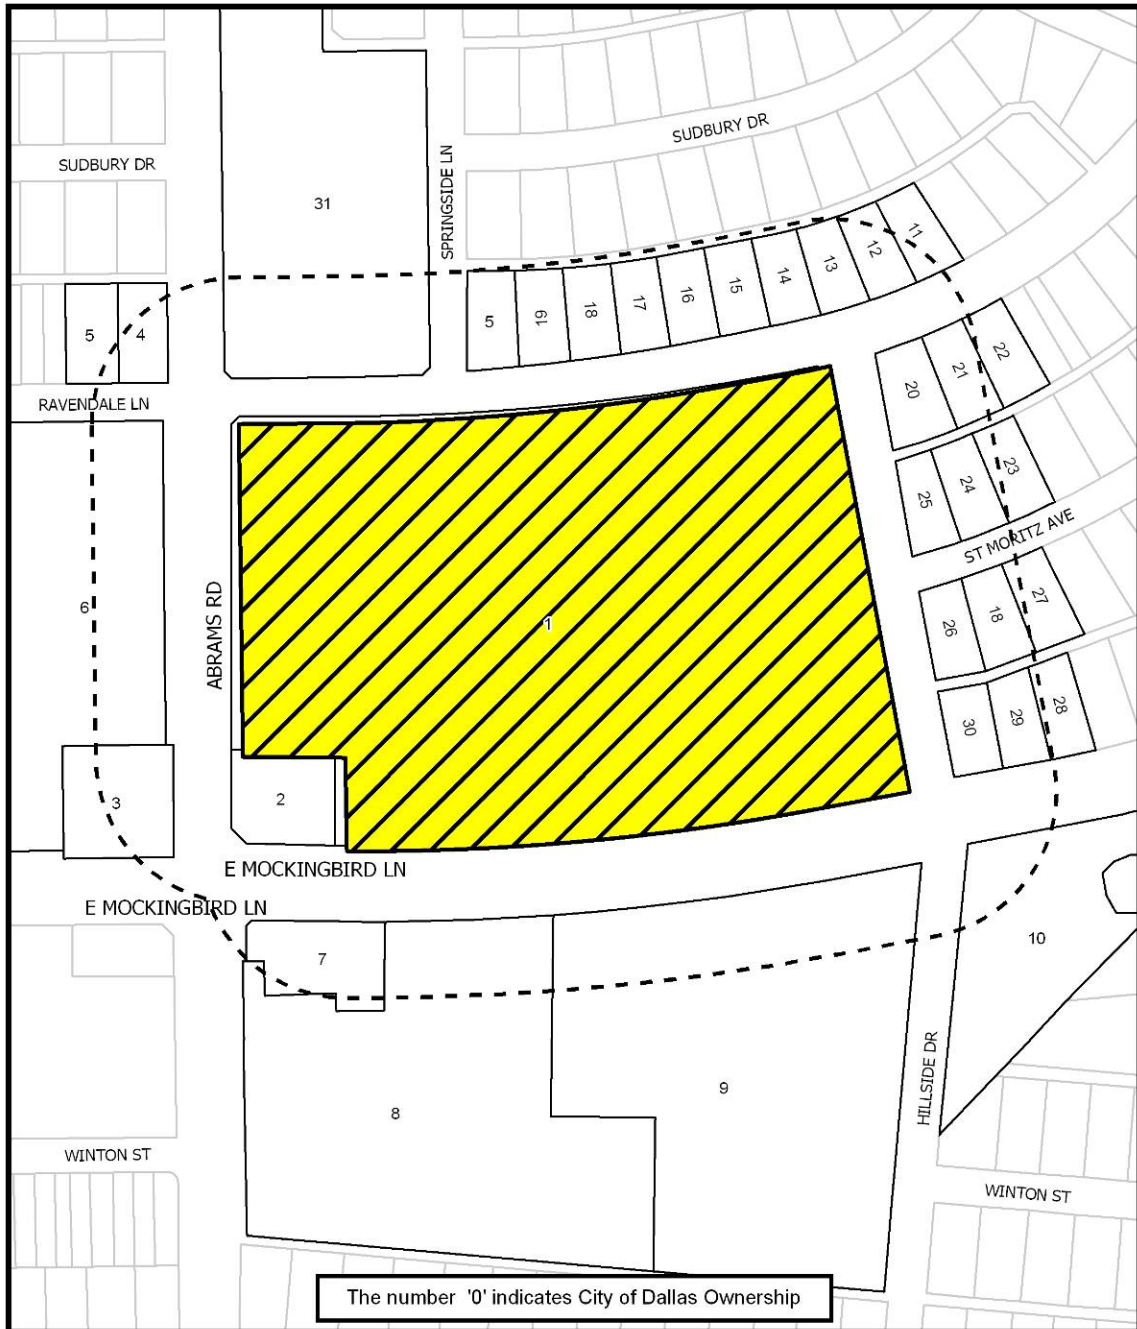 SUDBURY DR
SUDBURY DR
SPRINGSIDE LN
31
11
12
13
14
15
16
17
18
19
5
5
4
RAVENDALE LN
22
21
20
23
24
25
ST MORITZ AVE
ABRAMS RD
6
1
27
18
26
28
29
30
3
2
E MOCKINGBIRD LN
E MOCKINGBIRD LN
7
10
8
9
HILLSIDE DR
WINTON ST
WINTON ST
The number '0' indicates City of Dallas Ownership